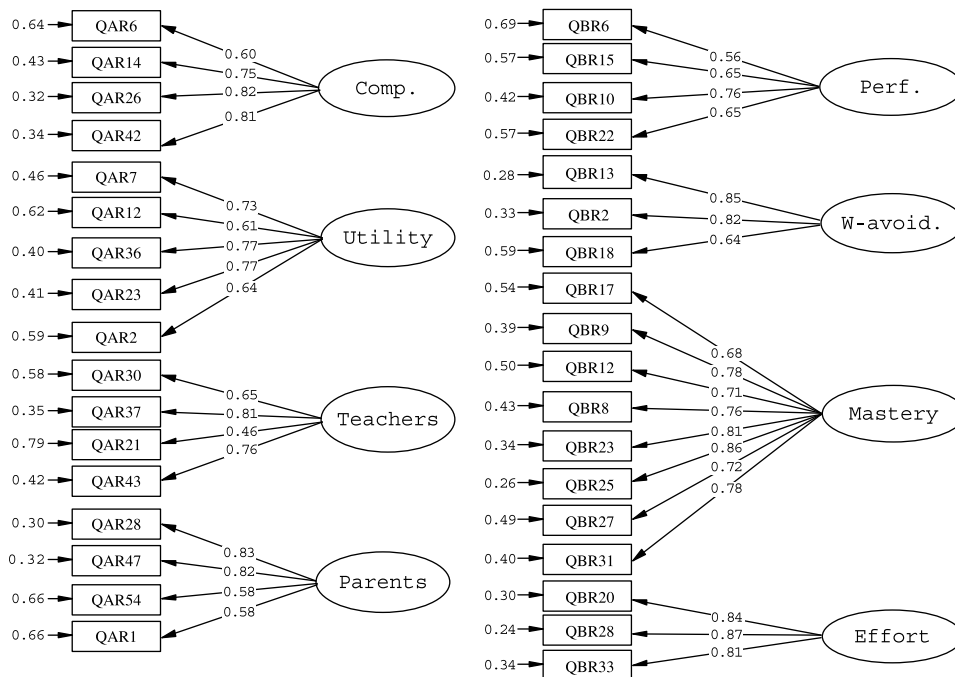 0.64 QAR6
0.60
0.43 QAR14
0.75
0.32 QAR26
0.82
0.34 QAR42
0.81
Comp.
0.46 QAR7
0.73
0.62 QAR12
0.61
0.40 QAR36
0.77
0.41 QAR23
0.77
0.59 QAR2
0.64
Utility
0.58 QAR30
0.65
0.35 QAR37
0.81
0.79 QAR21
0.46
0.42 QAR43
0.76
Teachers
0.30 QAR28
0.83
0.32 QAR47
0.82
0.66 QAR54
0.58
0.66 QAR1
0.58
Parents
0.69 QBR6
0.56
0.57 QBR15
0.65
0.42 QBR10
0.76
0.57 QBR22
0.65
Perf.
0.28 QBR13
0.85
0.33 QBR2
0.82
0.59 QBR18
0.64
W-avoid.
0.54 QBR17
0.68
0.39 QBR9
0.78
0.50 QBR12
0.71
0.43 QBR8
0.76
0.34 QBR23
0.81
0.26 QBR25
0.86
0.49 QBR27
0.72
0.40 QBR31
0.78
Mastery
0.30 QBR20
0.84
0.24 QBR28
0.87
0.34 QBR33
0.81
Effort